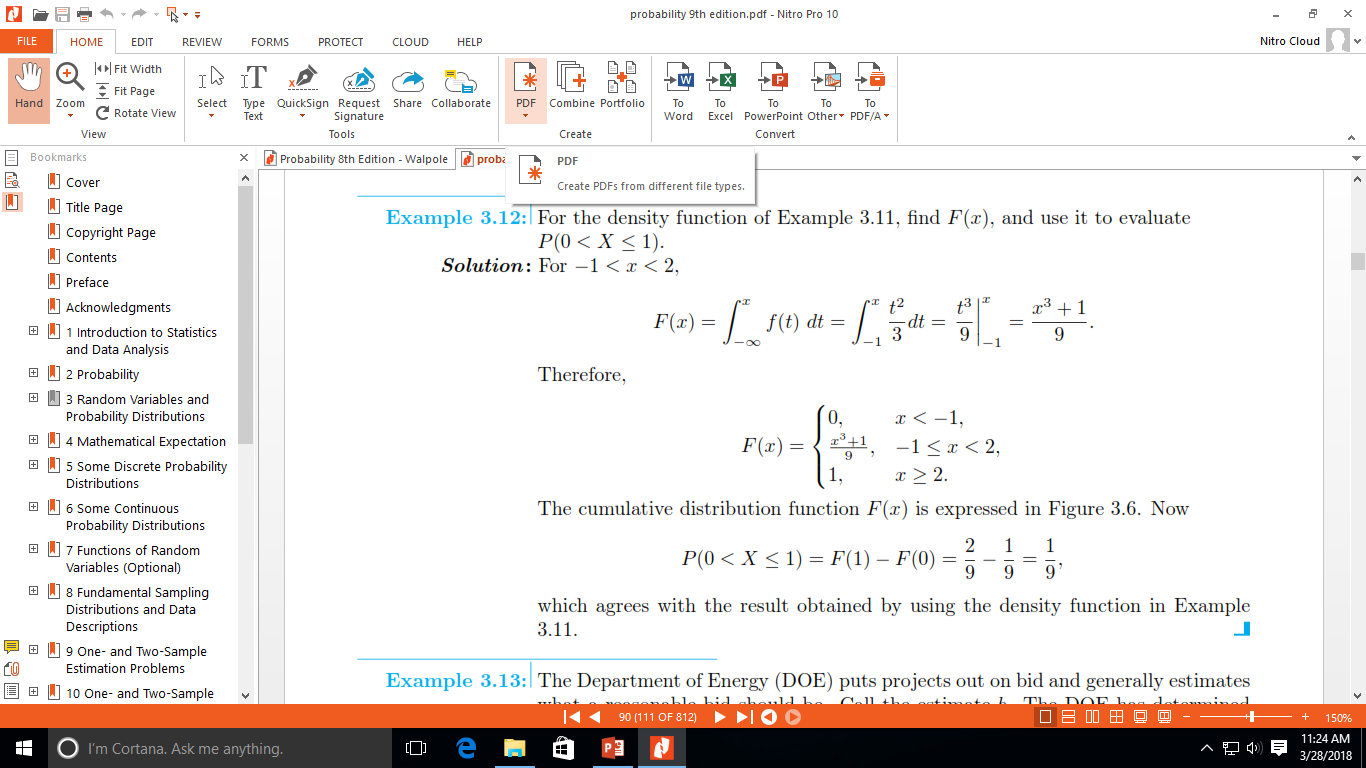 probability 9th edition.pdf - Nitro Pro 10
FILE HOME EDIT REVIEW FORMS PROTECT CLOUD HELP Nitro Cloud
Hand
Zoom
Fit Width
Fit Page
Rotate View
View
Select
Type Text
QuickSign
Request Signature
Share
Collaborate
Tools
PDF
Combine
Portfolio
Create
To Word
To Excel
To PowerPoint
To Other
To PDF/A
Convert
Bookmarks
Cover
Title Page
Copyright Page
Contents
Preface
Acknowledgments
1 Introduction to Statistics
and Data Analysis
2 Probability
3 Random Variables and
Probability Distributions
4 Mathematical Expectation
5 Some Discrete Probability
Distributions
6 Some Continuous
Probability Distributions
7 Functions of Random
Variables (Optional)
8 Fundamental Sampling
Distributions and Data
Descriptions
9 One- and Two-Sample
Estimation Problems
10 One- and Two-Sample
Probability 8th Edition - Walpole
proba
PDF
Create PDFs from different file types.
Example 3.12: For the density function of Example 3.11, find F(x), and use it to evaluate
P(0 < X ≤ 1).
Solution: For −1 < x < 2,
F(x) = ∫_{−∞}^{x} f(t) dt = ∫_{−1}^{x} t²/3 dt = t³/9 |_{−1}^{x} = (x³ + 1)/9.
Therefore,
F(x) = { 0, x < −1,
(x³+1)/9, −1 ≤ x < 2,
1, x ≥ 2.
The cumulative distribution function F(x) is expressed in Figure 3.6. Now
P(0 < X ≤ 1) = F(1) − F(0) = 2/9 − 1/9 = 1/9,
which agrees with the result obtained by using the density function in Example
3.11.
Example 3.13: The Department of Energy (DOE) puts projects out on bid and generally estimates
what a reasonable bid should be. Call the estimate b. The DOE has determined
90 (111 OF 812)
150%
I'm Cortana. Ask me anything.
11:24 AM
3/28/2018